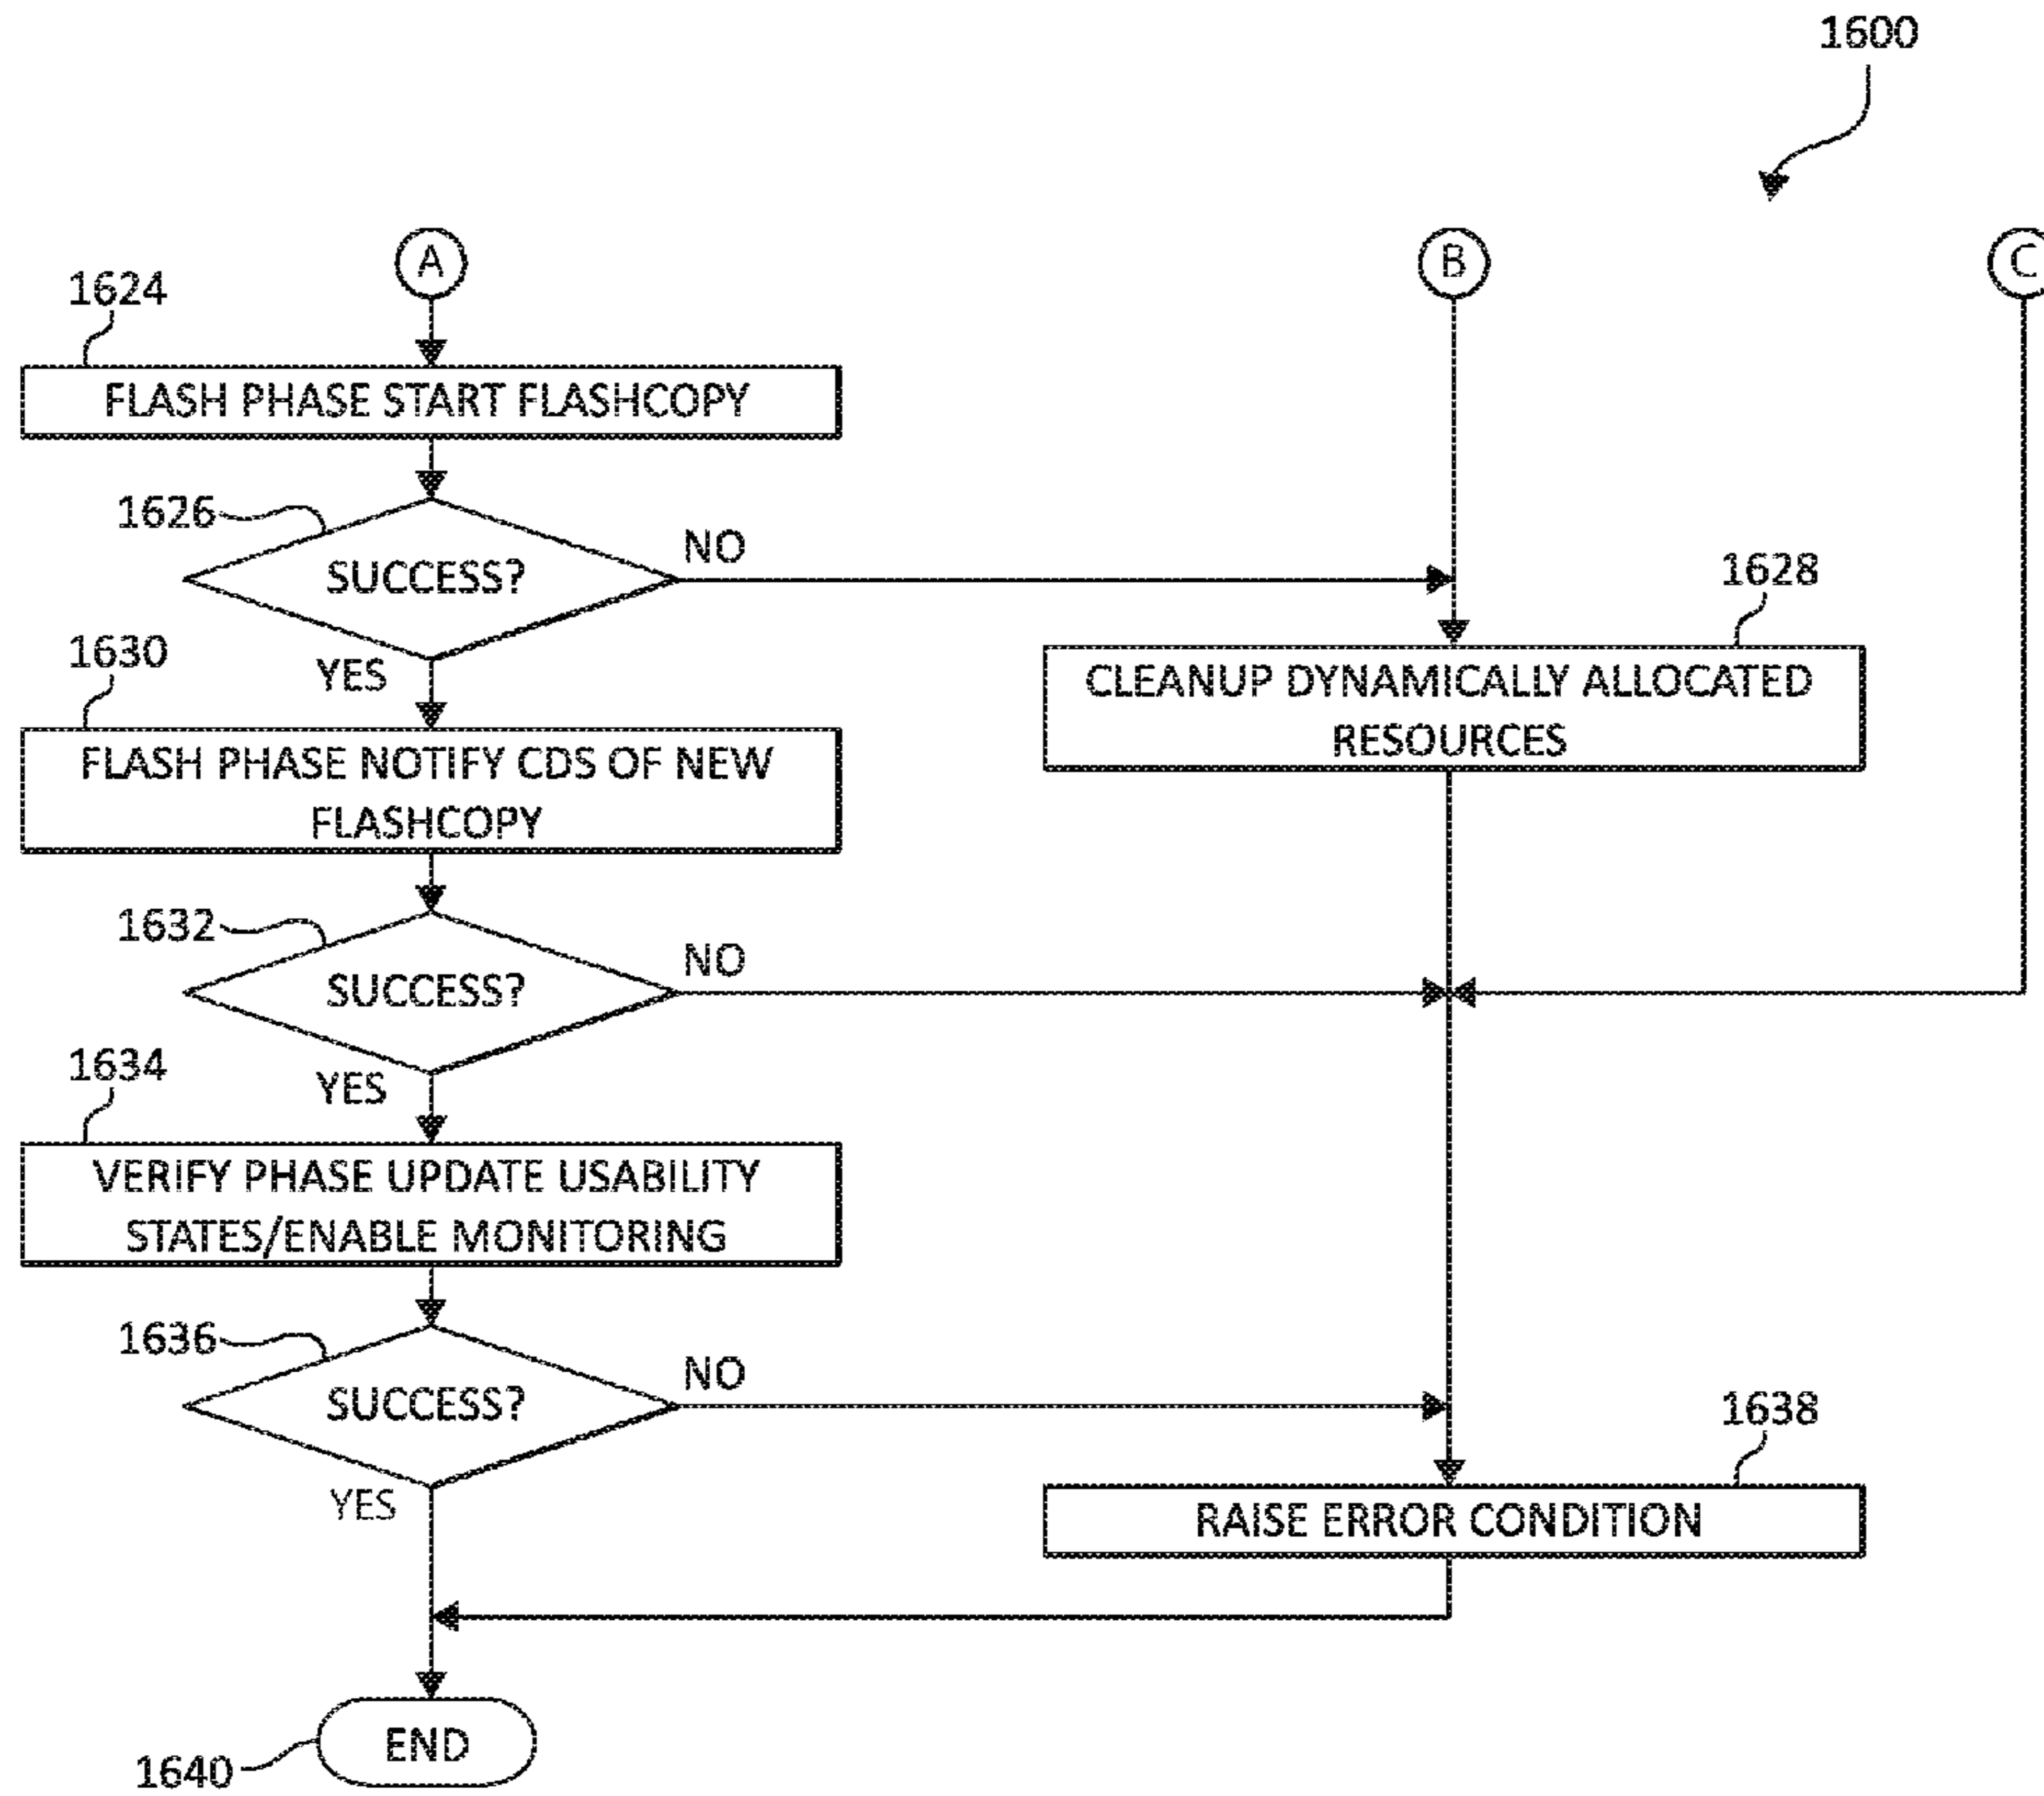 1600
A
B
C
1624
FLASH PHASE START FLASHCOPY
1626
SUCCESS?
NO
YES
1628
CLEANUP DYNAMICALLY ALLOCATED
RESOURCES
1630
FLASH PHASE NOTIFY CDS OF NEW
FLASHCOPY
1632
SUCCESS?
NO
YES
1634
VERIFY PHASE UPDATE USABILITY
STATES/ENABLE MONITORING
1636
SUCCESS?
NO
YES
1638
RAISE ERROR CONDITION
END
1640